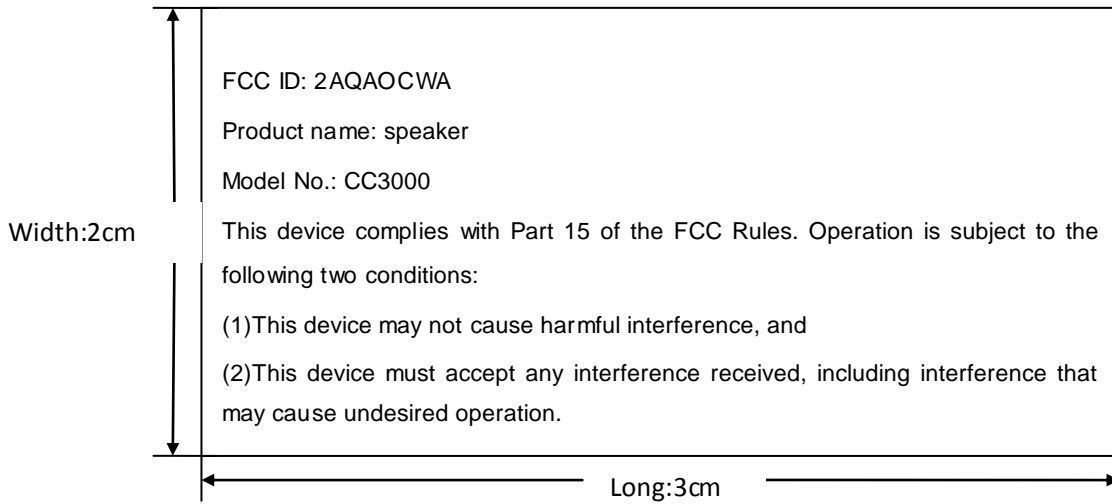 FCC ID: 2AQAOCWA
Product name: speaker
Model No.: CC3000
Width:2cm
This device complies with Part 15 of the FCC Rules. Operation is subject to the
following two conditions:
(1)This device may not cause harmful interference, and
(2)This device must accept any interference received, including interference that
may cause undesired operation.
Long:3cm